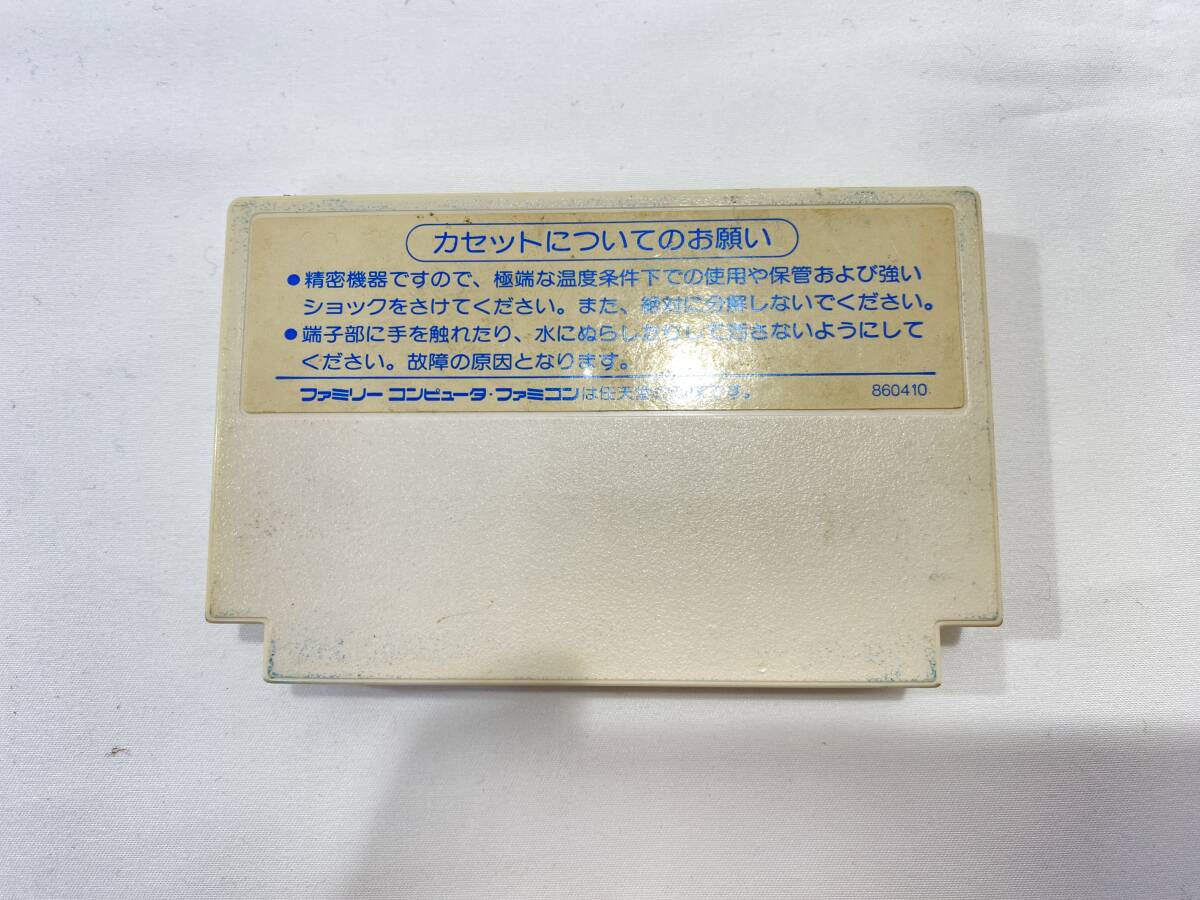 カセットについてのお願い
●精密機器ですので、極端な温度条件下での使用や保管および強い
ショックをさけてください。また、絶対に分解しないでください。
●端子部に手を触れたり、水にぬらしたりして汚さないようにして
ください。故障の原因となります。
ファミリーコンピュータ・ファミコンは任天堂の商標です。 860410